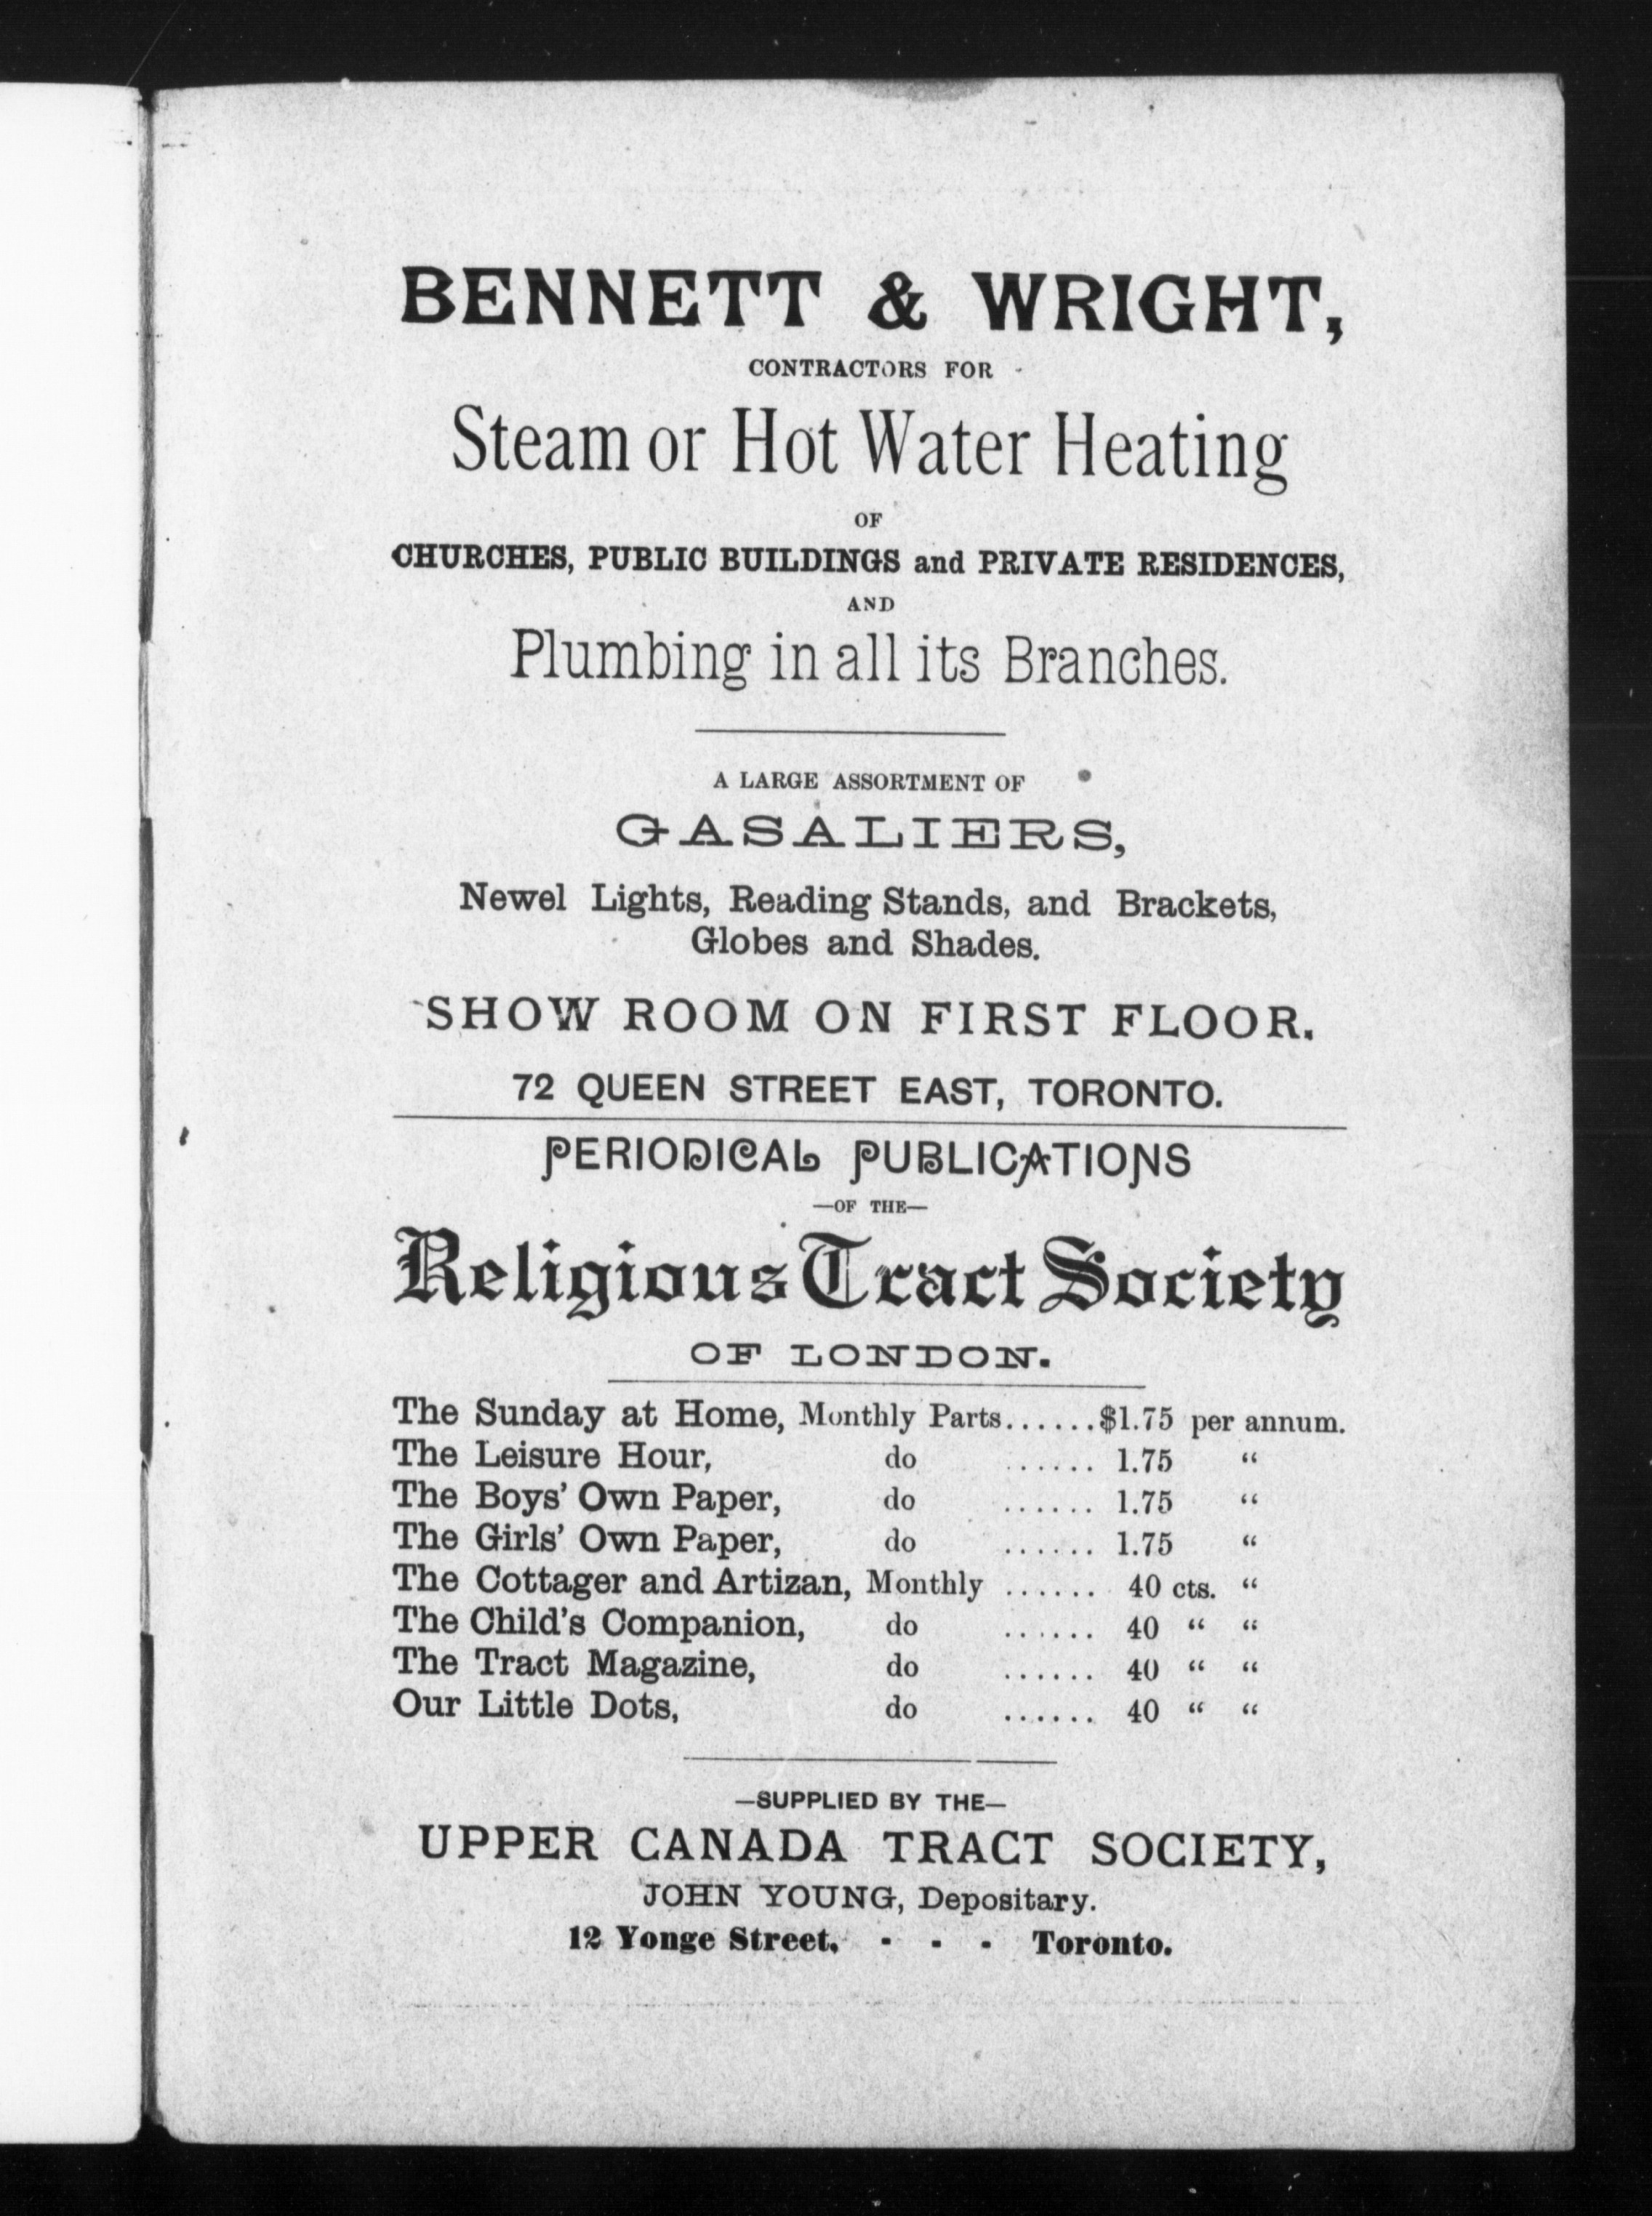 BENNETT & WRIGHT,
CONTRACTORS FOR
Steam or Hot Water Heating
OF
CHURCHES, PUBLIC BUILDINGS and PRIVATE RESIDENCES,
AND
Plumbing in all its Branches.
A LARGE ASSORTMENT OF
GASALIERS,
Newel Lights, Reading Stands, and Brackets,
Globes and Shades.
SHOW ROOM ON FIRST FLOOR.
72 QUEEN STREET EAST, TORONTO.
PERIODICAL PUBLICATIONS
—OF THE—
Religious Tract Society
OF LONDON.
The Sunday at Home, Monthly Parts......$1.75 per annum.
The Leisure Hour, do ...... 1.75 “
The Boys' Own Paper, do ...... 1.75 “
The Girls' Own Paper, do ...... 1.75 “
The Cottager and Artizan, Monthly ...... 40 cts. “
The Child's Companion, do ...... 40 “ “
The Tract Magazine, do ...... 40 “ “
Our Little Dots, do ...... 40 “ “
—SUPPLIED BY THE—
UPPER CANADA TRACT SOCIETY,
JOHN YOUNG, Depositary.
12 Yonge Street, - - - Toronto.